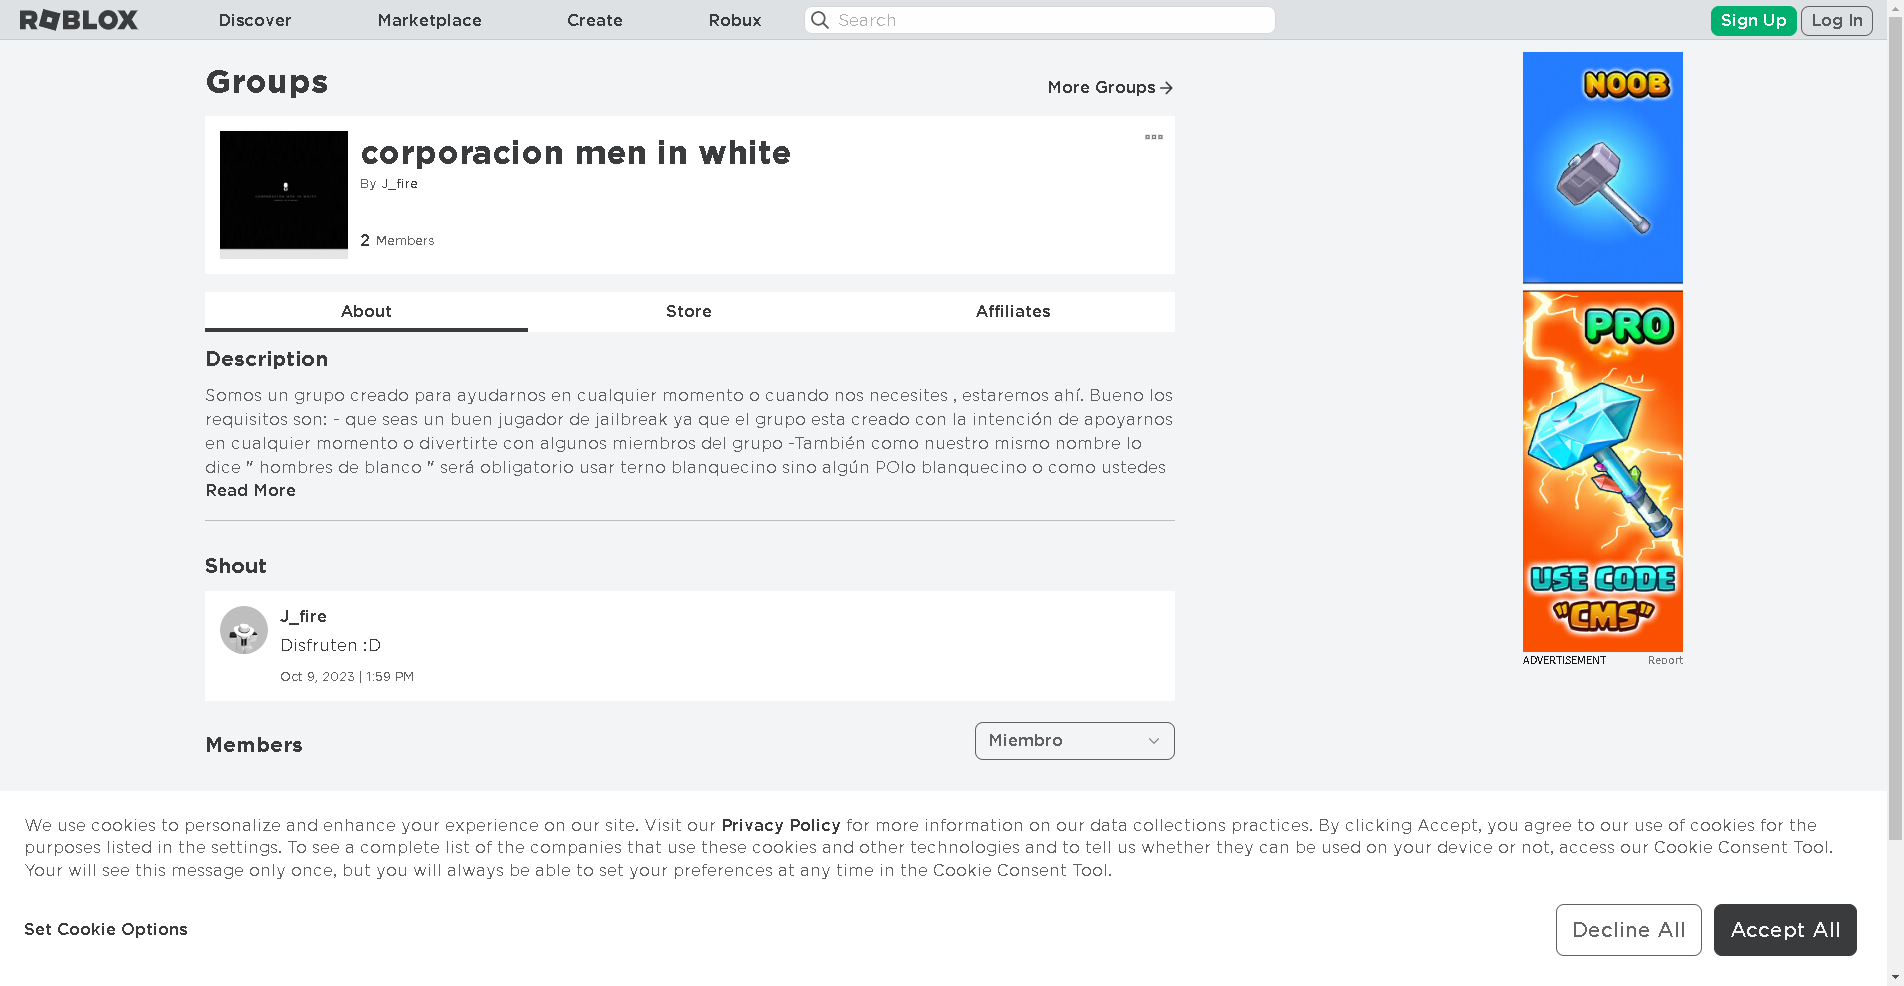 ROBLOX Discover Marketplace Create Robux Search Sign Up Log In
Groups
More Groups
corporacion men in white
By J_fire
2 Members
About Store Affiliates
Description
Somos un grupo creado para ayudarnos en cualquier momento o cuando nos necesites , estaremos ahí. Bueno los
requisitos son: - que seas un buen jugador de jailbreak ya que el grupo esta creado con la intención de apoyarnos
en cualquier momento o divertirte con algunos miembros del grupo -También como nuestro mismo nombre lo
dice " hombres de blanco " será obligatorio usar terno blanquecino sino algún POlo blanquecino o como ustedes
Read More
Shout
J_fire
Disfruten :D
Oct 9, 2023 | 1:59 PM
Members
Miembro
NOOB
PRO
USE CODE
"CMS"
ADVERTISEMENT Report
We use cookies to personalize and enhance your experience on our site. Visit our Privacy Policy for more information on our data collections practices. By clicking Accept, you agree to our use of cookies for the
purposes listed in the settings. To see a complete list of the companies that use these cookies and other technologies and to tell us whether they can be used on your device or not, access our Cookie Consent Tool.
Your will see this message only once, but you will always be able to set your preferences at any time in the Cookie Consent Tool.
Set Cookie Options
Decline All Accept All